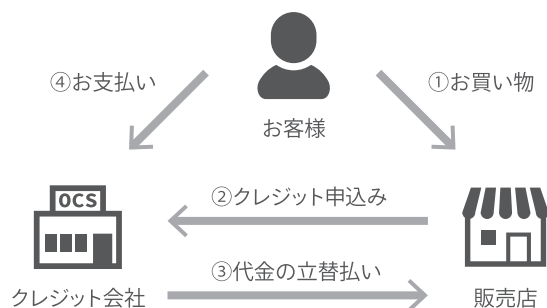 ④お支払い
①お買い物
お客様
②クレジット申込み
OCS
③代金の立替払い
クレジット会社
販売店